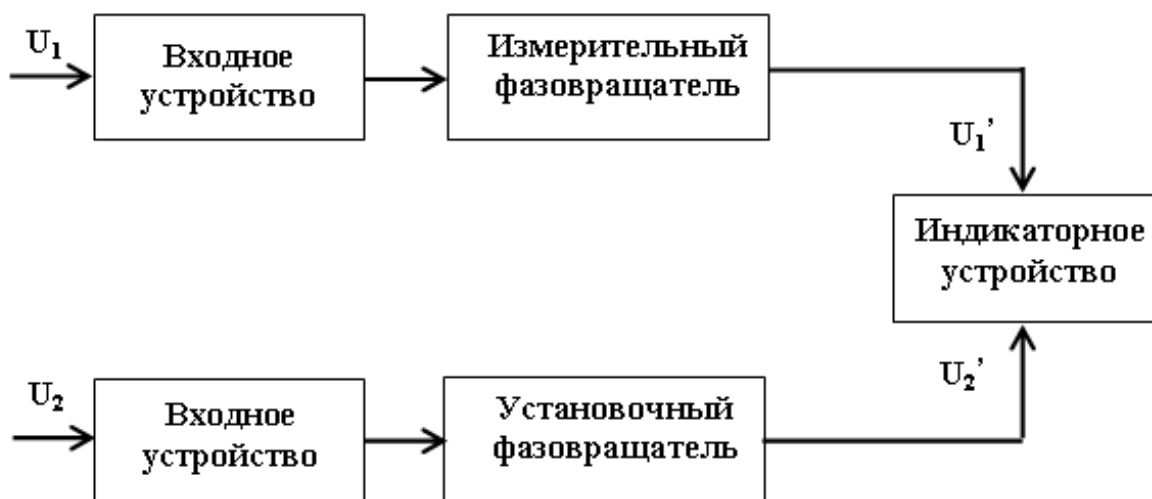 U₁
Входное
устройство
Измерительный
фазовращатель
U₁’
Индикаторное
устройство
U₂’
U₂
Входное
устройство
Установочный
фазовращатель